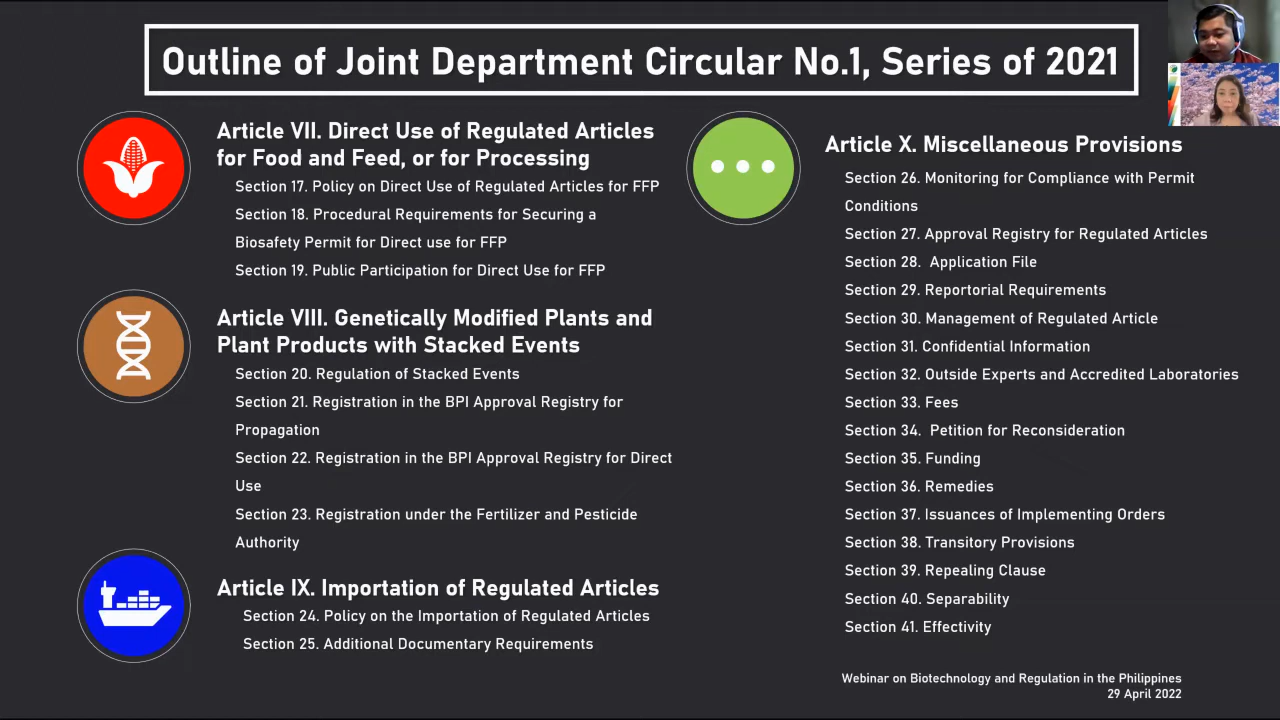 Outline of Joint Department Circular No.1, Series of 2021
Article VII. Direct Use of Regulated Articles
for Food and Feed, or for Processing
Section 17. Policy on Direct Use of Regulated Articles for FFP
Section 18. Procedural Requirements for Securing a
Biosafety Permit for Direct use for FFP
Section 19. Public Participation for Direct Use for FFP
Article VIII. Genetically Modified Plants and
Plant Products with Stacked Events
Section 20. Regulation of Stacked Events
Section 21. Registration in the BPI Approval Registry for
Propagation
Section 22. Registration in the BPI Approval Registry for Direct
Use
Section 23. Registration under the Fertilizer and Pesticide
Authority
Article IX. Importation of Regulated Articles
Section 24. Policy on the Importation of Regulated Articles
Section 25. Additional Documentary Requirements
Article X. Miscellaneous Provisions
Section 26. Monitoring for Compliance with Permit
Conditions
Section 27. Approval Registry for Regulated Articles
Section 28. Application File
Section 29. Reportorial Requirements
Section 30. Management of Regulated Article
Section 31. Confidential Information
Section 32. Outside Experts and Accredited Laboratories
Section 33. Fees
Section 34. Petition for Reconsideration
Section 35. Funding
Section 36. Remedies
Section 37. Issuances of Implementing Orders
Section 38. Transitory Provisions
Section 39. Repealing Clause
Section 40. Separability
Section 41. Effectivity
Webinar on Biotechnology and Regulation in the Philippines
29 April 2022